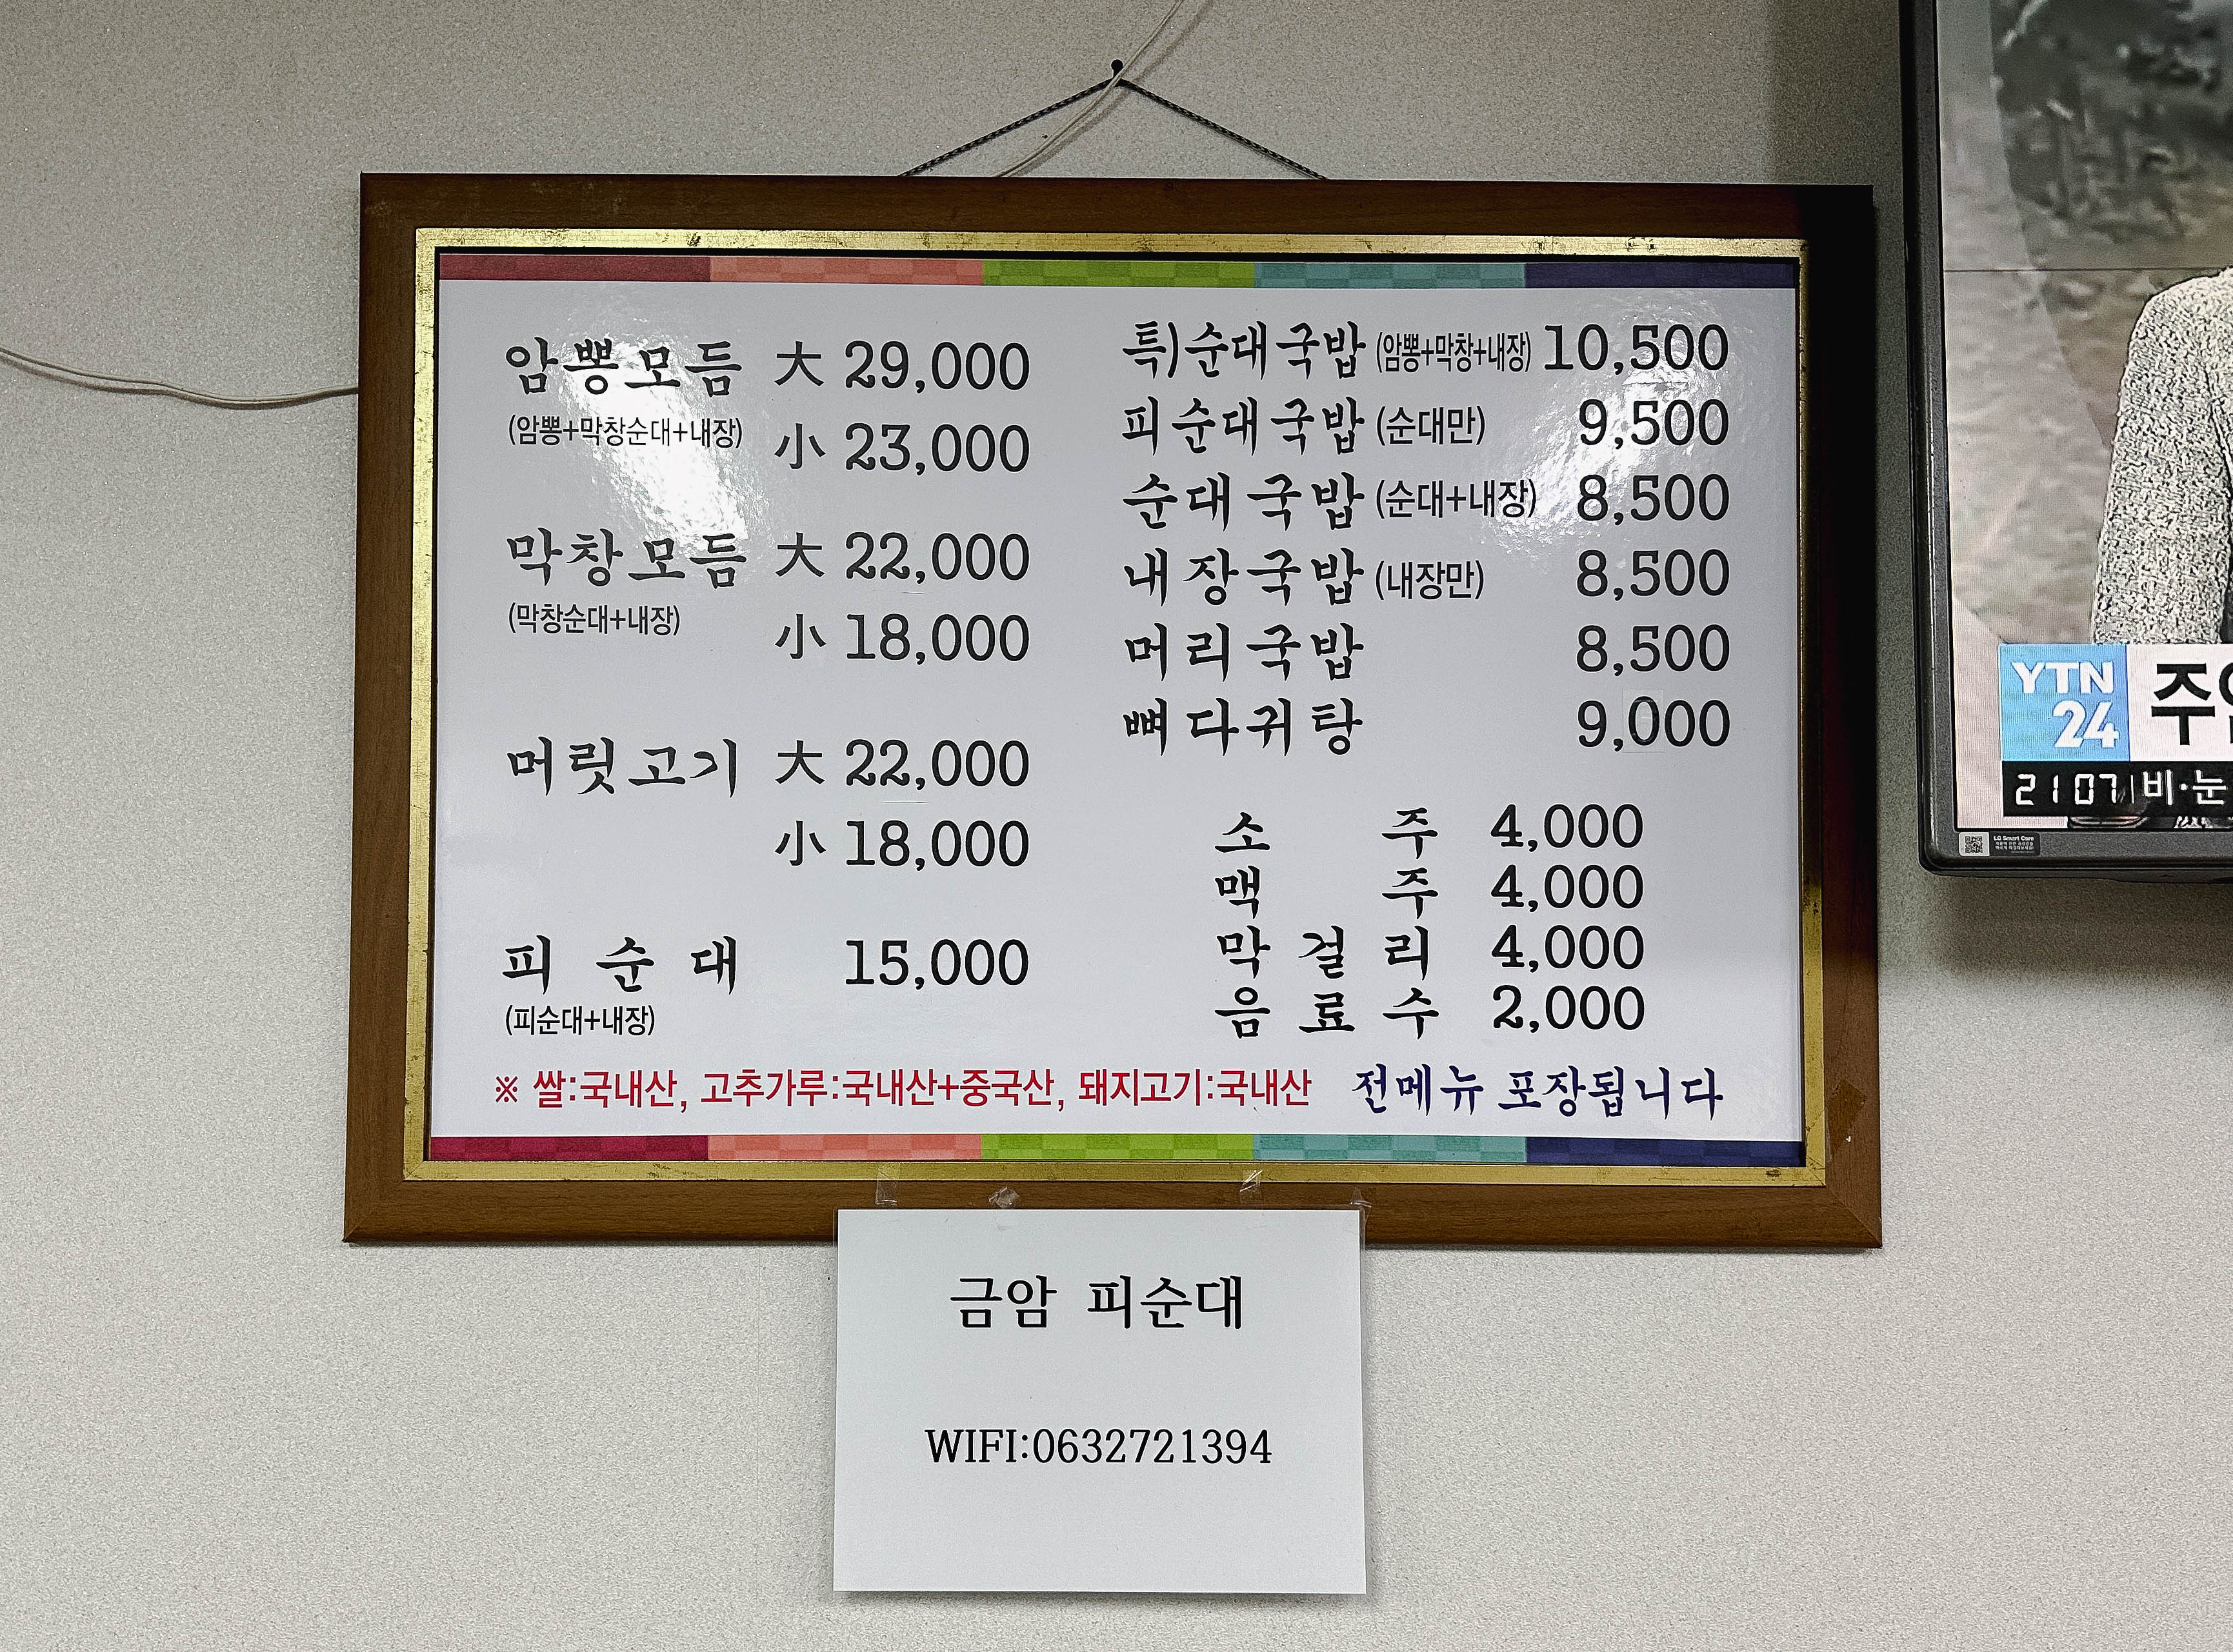 암뽕모듬 大 29,000
(암뽕+막창순대+내장)
小 23,000
막창모듬 大 22,000
(막창순대+내장)
小 18,000
머릿고기 大 22,000
小 18,000
피 순 대 15,000
(피순대+내장)
특)순대국밥 (암뽕+막창+내장) 10,500
피순대국밥 (순대만) 9,500
순대국밥 (순대+내장) 8,500
내장국밥 (내장만) 8,500
머리국밥 8,500
뼈다귀탕 9,000
소 주 4,000
맥 주 4,000
막 걸 리 4,000
음 료 수 2,000
※ 쌀:국내산, 고추가루:국내산+중국산, 돼지고기:국내산 전메뉴 포장됩니다
금암 피순대
WIFI:0632721394
YTN
24
21 07 비·눈
LG Smart Care